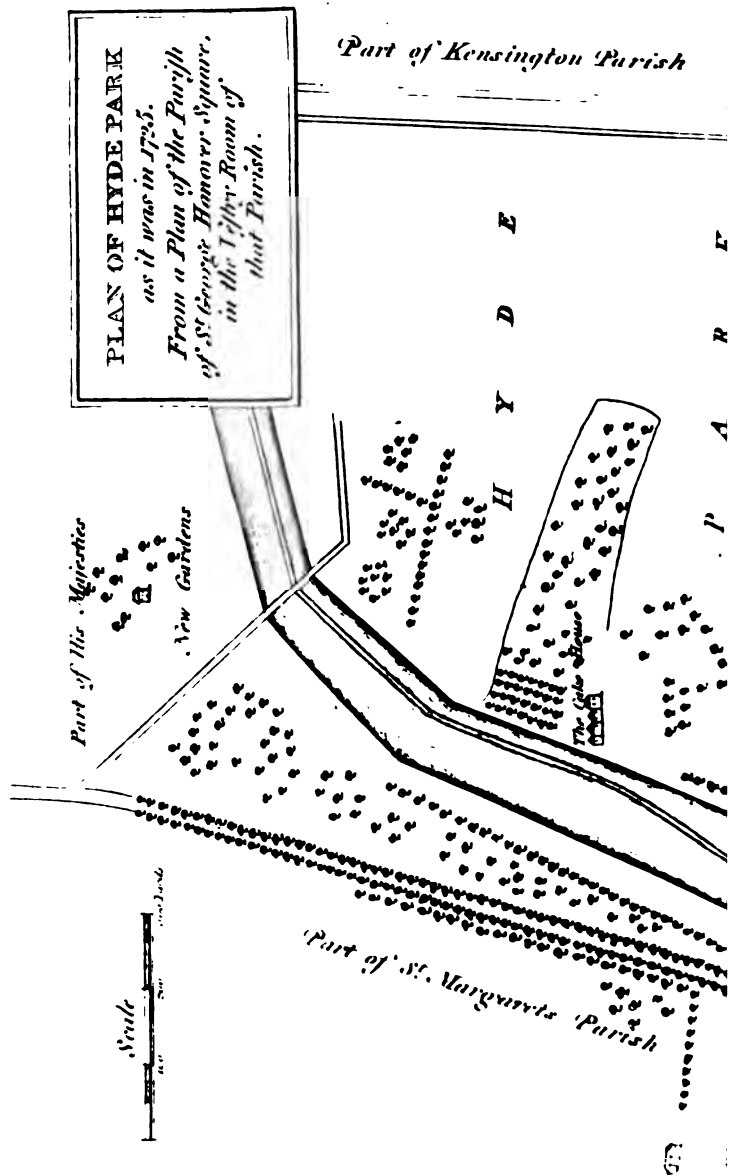 PLAN OF HYDE PARK
as it was in 1725.
From a Plan of the Parish
of St. George Hanover Square,
in the Vestry Room of
that Parish.
Part of Kensington Parish
HYDE
PAR
Part of His Majesties
New Gardens
The Cake House
Part of St. Margarets Parish
Scale